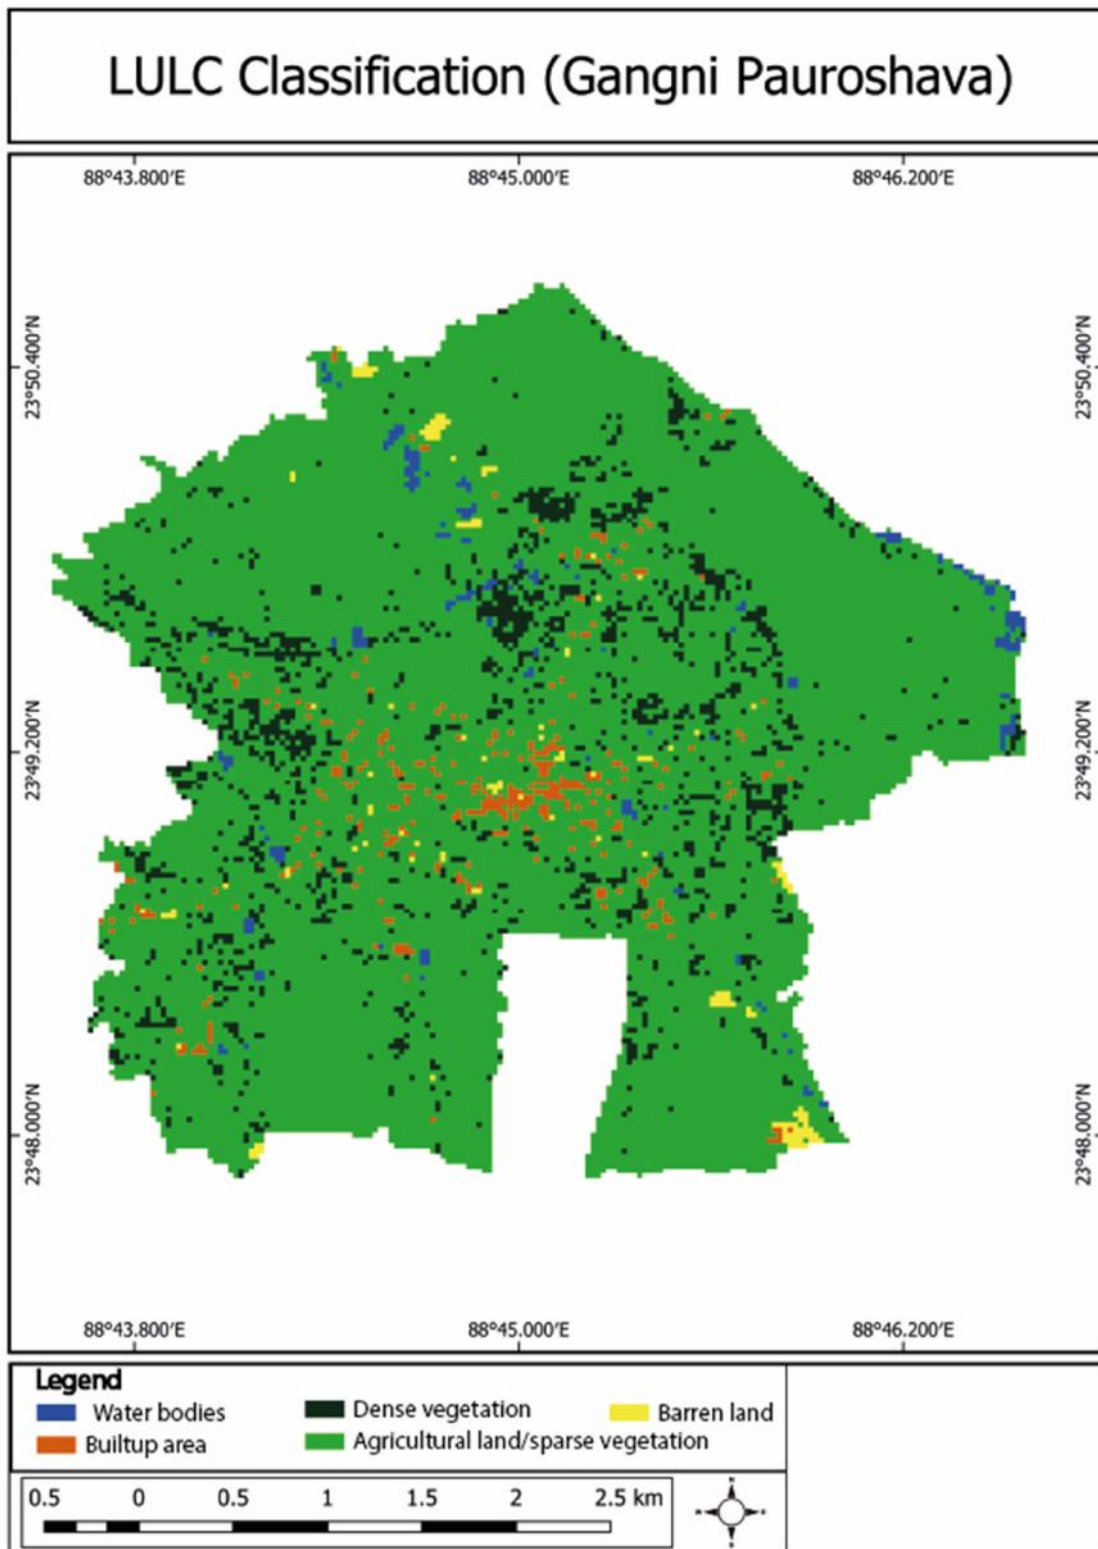 LULC Classification (Gangni Pauroshava)
88°43.800'E 88°45.000'E 88°46.200'E
23°50.400'N 23°50.400'N
23°49.200'N 23°49.200'N
23°48.000'N 23°48.000'N
88°43.800'E 88°45.000'E 88°46.200'E
Legend
Water bodies Dense vegetation Barren land
Builtup area Agricultural land/sparse vegetation
0.5 0 0.5 1 1.5 2 2.5 km